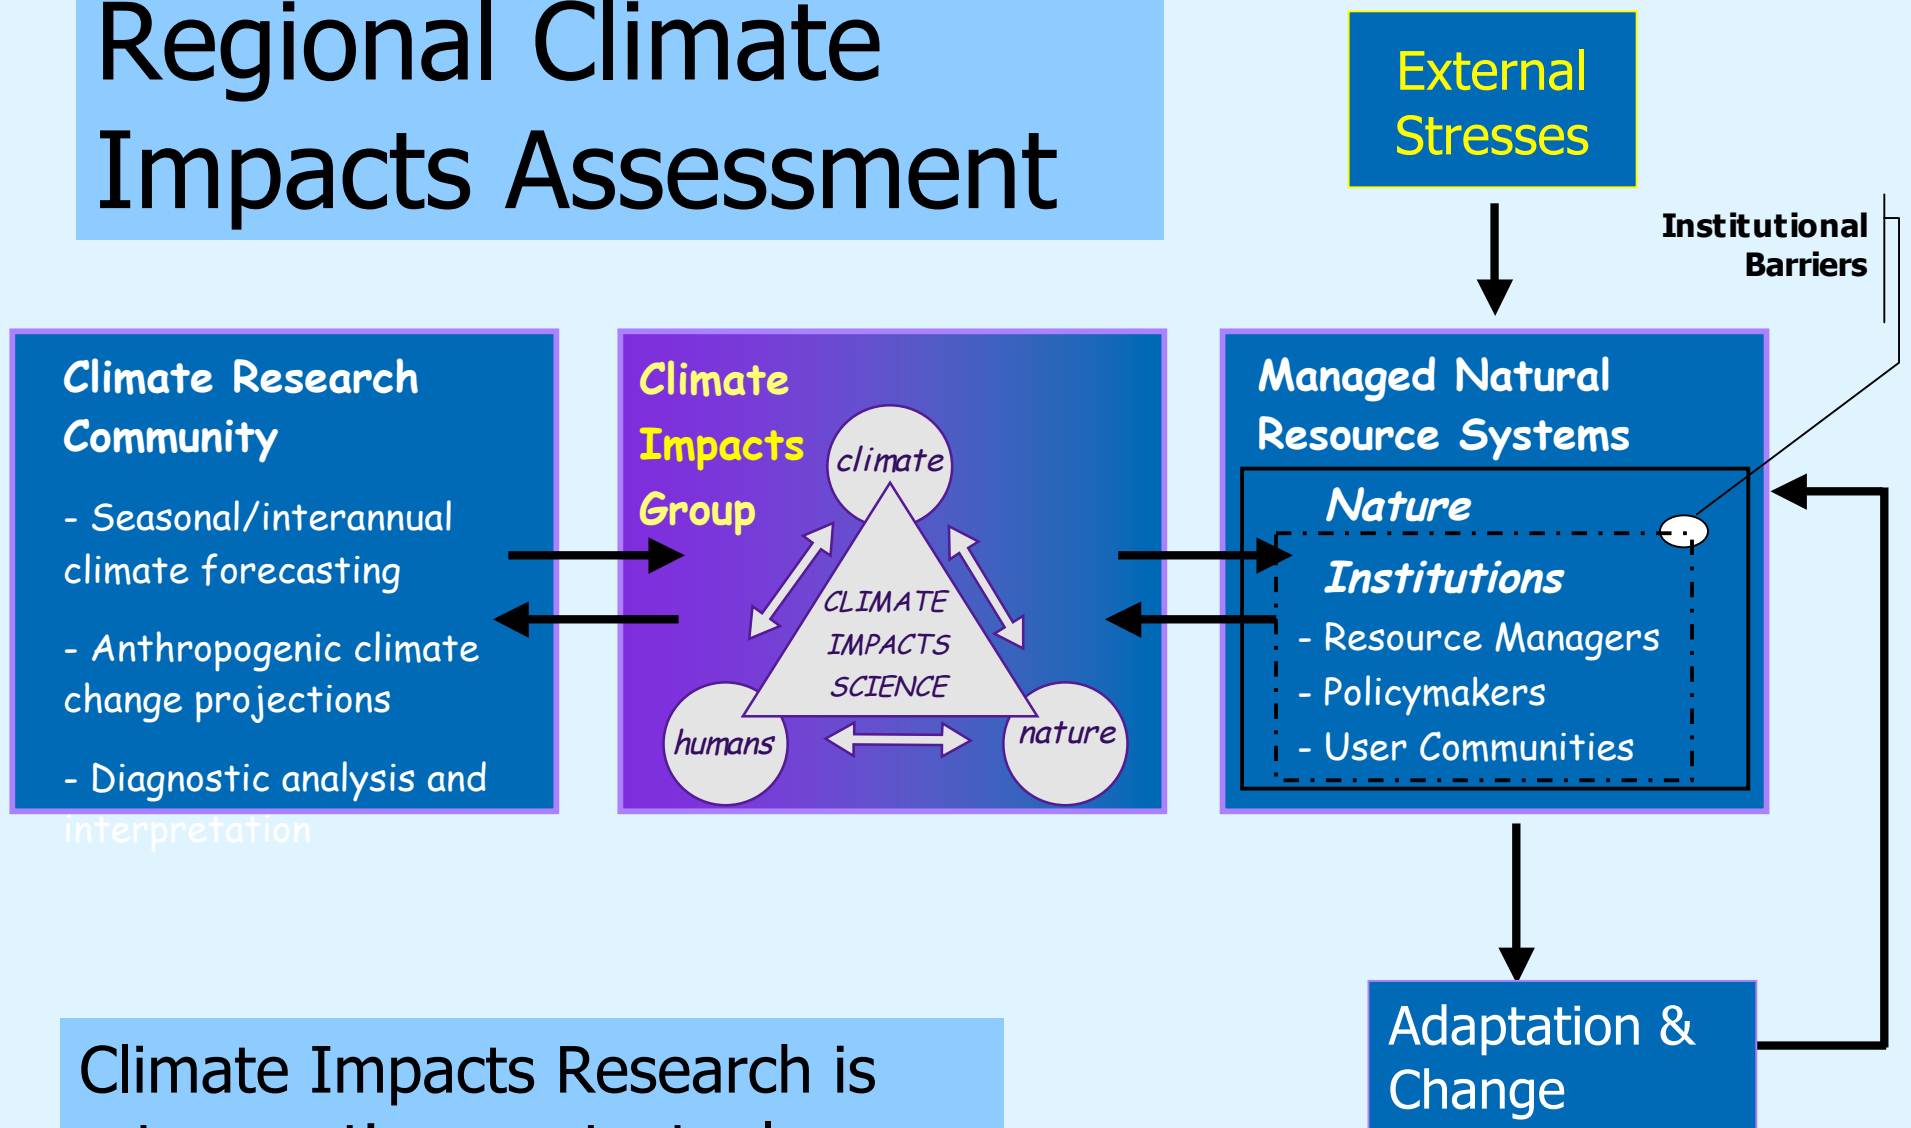 Regional Climate
Impacts Assessment
External
Stresses
Institutional
Barriers
Climate Research
Community
- Seasonal/interannual
climate forecasting
- Anthropogenic climate
change projections
- Diagnostic analysis and
interpretation
Climate
Impacts
Group
climate
CLIMATE
IMPACTS
SCIENCE
humans
nature
Managed Natural
Resource Systems
Nature
Institutions
- Resource Managers
- Policymakers
- User Communities
Adaptation &
Change
Climate Impacts Research is